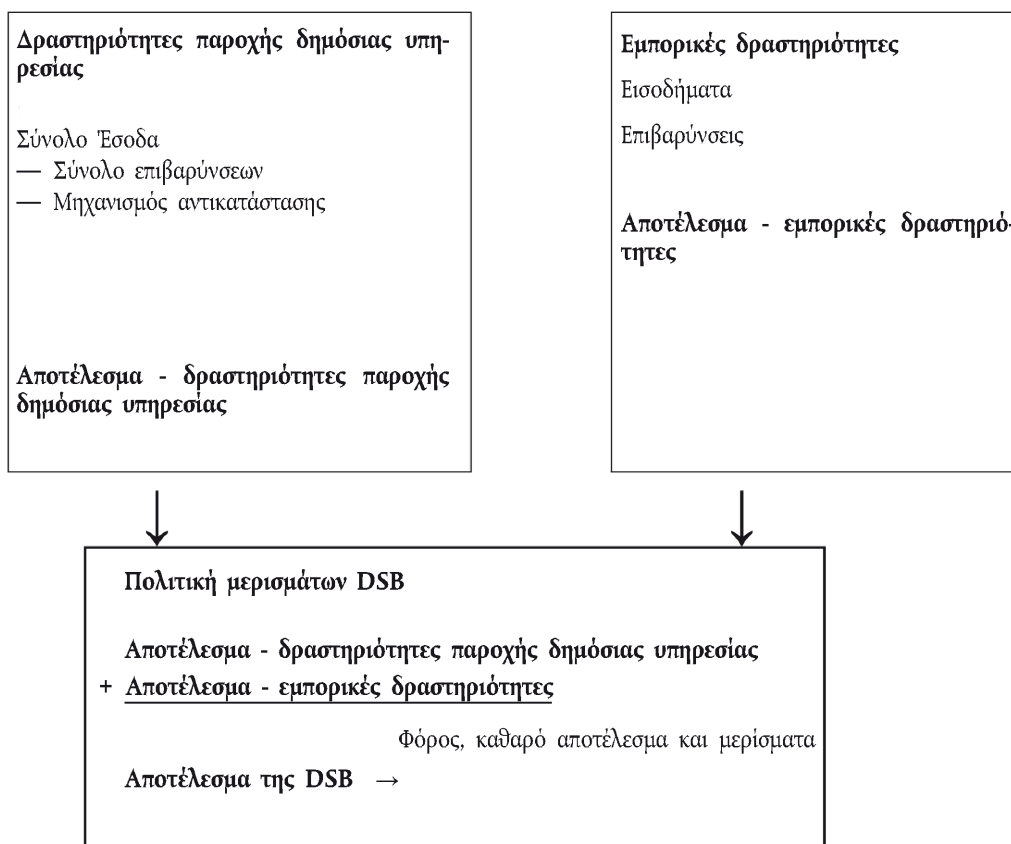 Δραστηριότητες παροχής δημόσιας υπη-
ρεσίας
Σύνολο Έσοδα
— Σύνολο επιβαρύνσεων
— Μηχανισμός αντικατάστασης
Αποτέλεσμα - δραστηριότητες παροχής
δημόσιας υπηρεσίας
Εμπορικές δραστηριότητες
Εισοδήματα
Επιβαρύνσεις
Αποτέλεσμα - εμπορικές δραστηριό-
τητες
Πολιτική μερισμάτων DSB
Αποτέλεσμα - δραστηριότητες παροχής δημόσιας υπηρεσίας
+ Αποτέλεσμα - εμπορικές δραστηριότητες
Φόρος, καθαρό αποτέλεσμα και μερίσματα
Αποτέλεσμα της DSB →